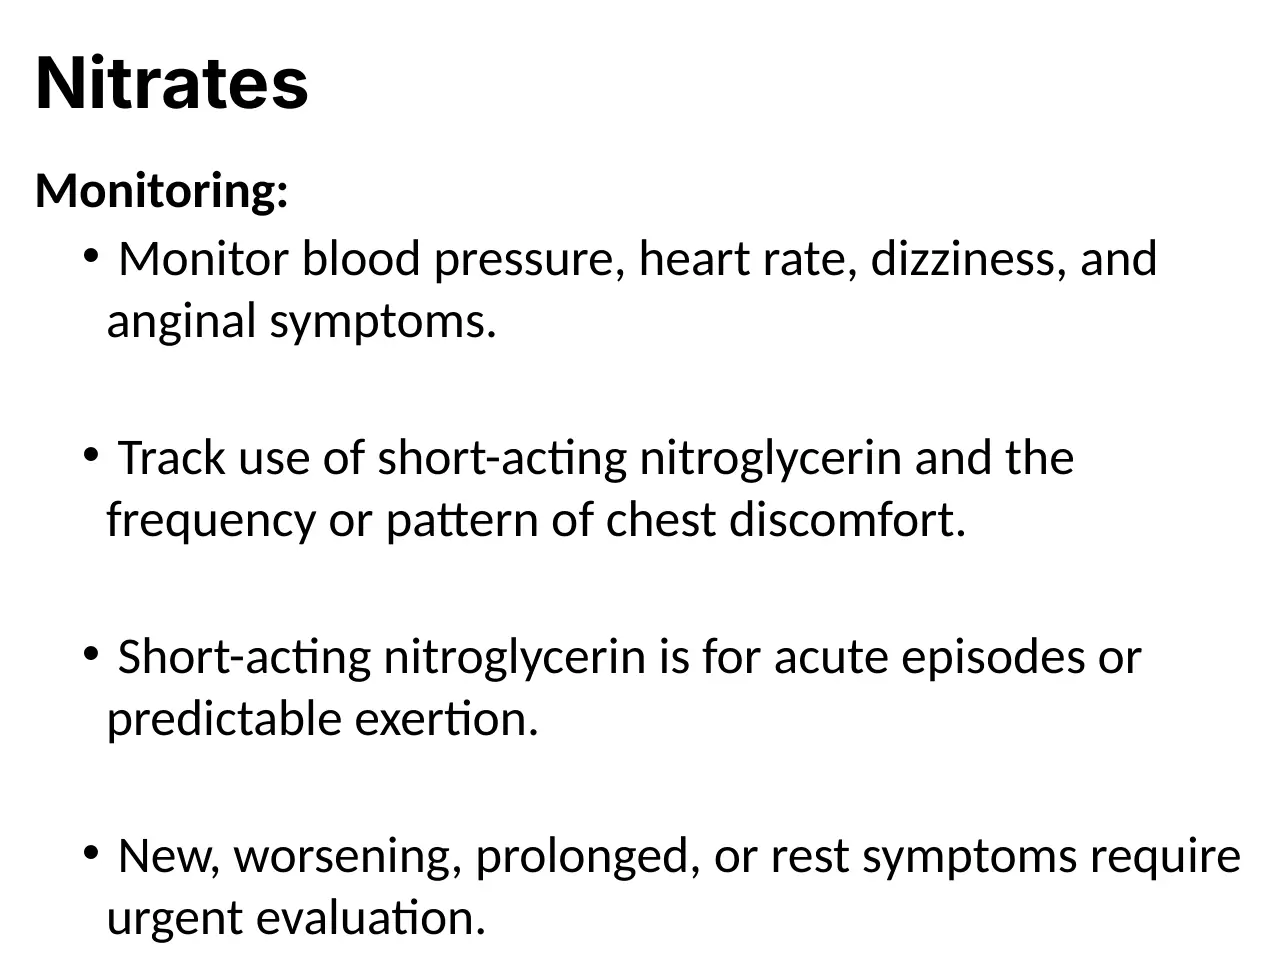 Nitrates
Monitoring:
• Monitor blood pressure, heart rate, dizziness, and
anginal symptoms.
• Track use of short-acting nitroglycerin and the
frequency or pattern of chest discomfort.
• Short-acting nitroglycerin is for acute episodes or
predictable exertion.
• New, worsening, prolonged, or rest symptoms require
urgent evaluation.